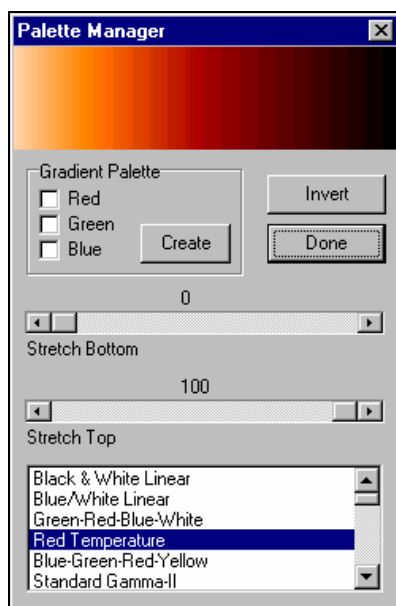 Palette Manager
Gradient Palette
Red
Green
Blue
Create
Invert
Done
0
Stretch Bottom
100
Stretch Top
Black & White Linear
Blue/White Linear
Green-Red-Blue-White
Red Temperature
Blue-Green-Red-Yellow
Standard Gamma-II